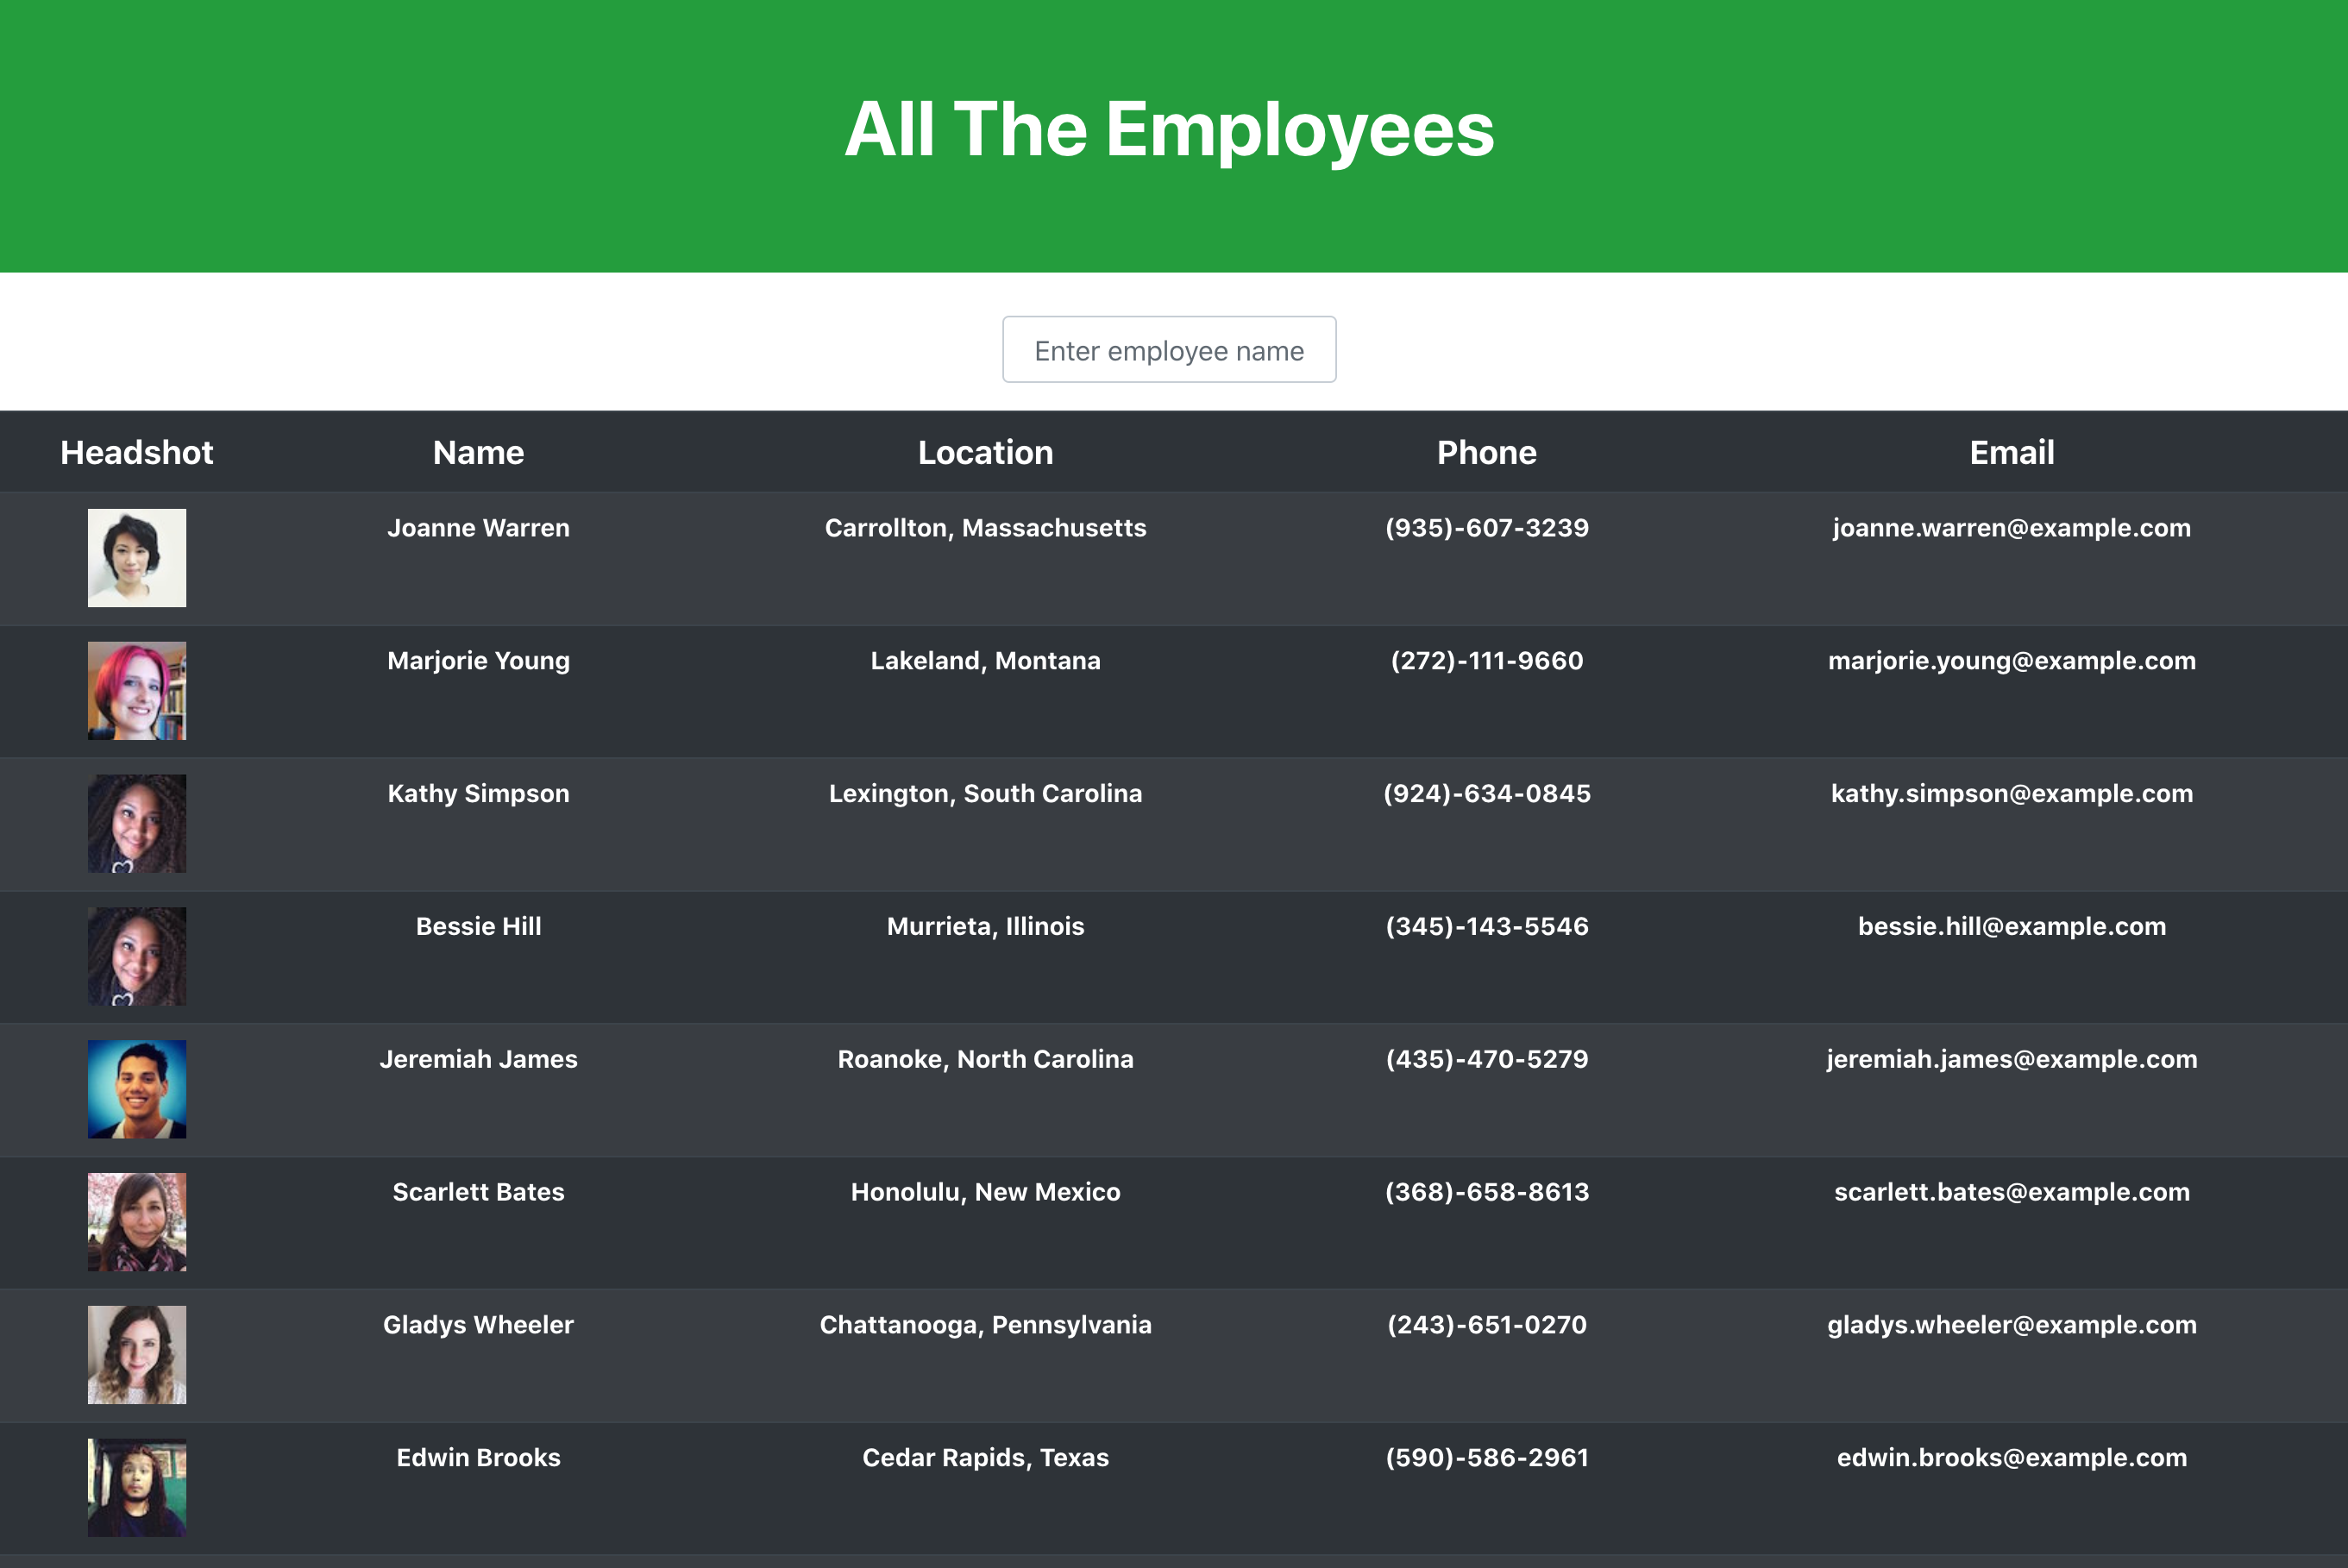 All The Employees
Enter employee name
Headshot Name Location Phone Email
Joanne Warren Carrollton, Massachusetts (935)-607-3239 joanne.warren@example.com
Marjorie Young Lakeland, Montana (272)-111-9660 marjorie.young@example.com
Kathy Simpson Lexington, South Carolina (924)-634-0845 kathy.simpson@example.com
Bessie Hill Murrieta, Illinois (345)-143-5546 bessie.hill@example.com
Jeremiah James Roanoke, North Carolina (435)-470-5279 jeremiah.james@example.com
Scarlett Bates Honolulu, New Mexico (368)-658-8613 scarlett.bates@example.com
Gladys Wheeler Chattanooga, Pennsylvania (243)-651-0270 gladys.wheeler@example.com
Edwin Brooks Cedar Rapids, Texas (590)-586-2961 edwin.brooks@example.com